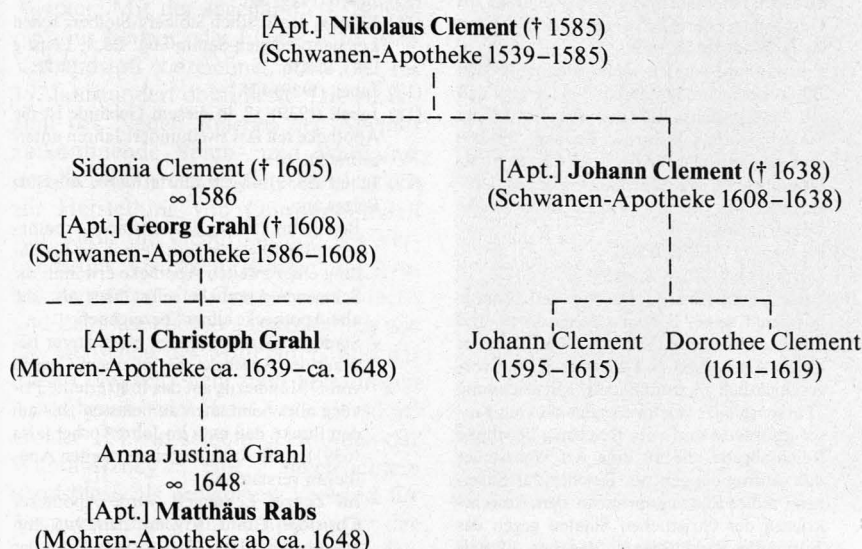 [Apt.] Nikolaus Clement († 1585)
(Schwanen-Apotheke 1539–1585)
Sidonia Clement († 1605)
∞ 1586
[Apt.] Georg Grahl († 1608)
(Schwanen-Apotheke 1586–1608)
[Apt.] Johann Clement († 1638)
(Schwanen-Apotheke 1608–1638)
[Apt.] Christoph Grahl
(Mohren-Apotheke ca. 1639–ca. 1648)
Johann Clement
(1595–1615)
Dorothee Clement
(1611–1619)
Anna Justina Grahl
∞ 1648
[Apt.] Matthäus Rabs
(Mohren-Apotheke ab ca. 1648)